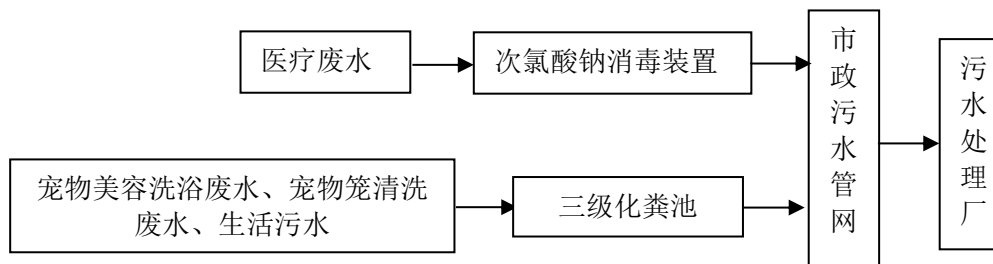 医疗废水
次氯酸钠消毒装置
市政污水管网
污水处理厂
宠物美容洗浴废水、宠物笼清洗
废水、生活污水
三级化粪池